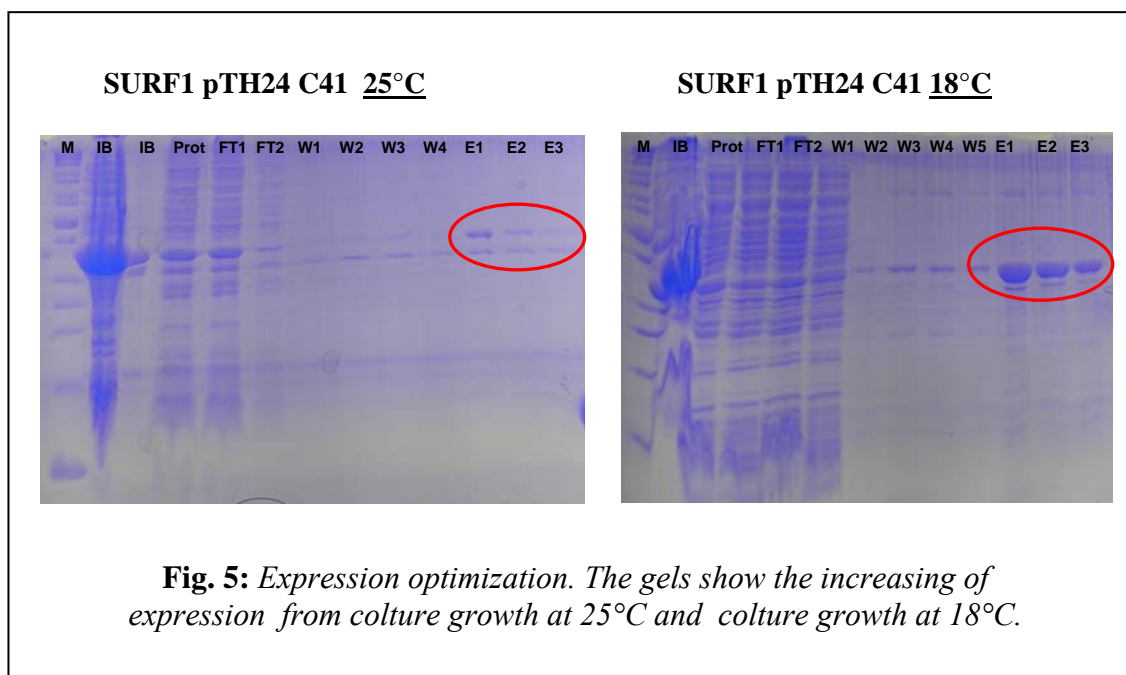 SURF1 pTH24 C41 25°C
M IB IB Prot FT1 FT2 W1 W2 W3 W4 E1 E2 E3
SURF1 pTH24 C41 18°C
M IB Prot FT1 FT2 W1 W2 W3 W4 W5 E1 E2 E3
Fig. 5: Expression optimization. The gels show the increasing of
expression from colture growth at 25°C and colture growth at 18°C.